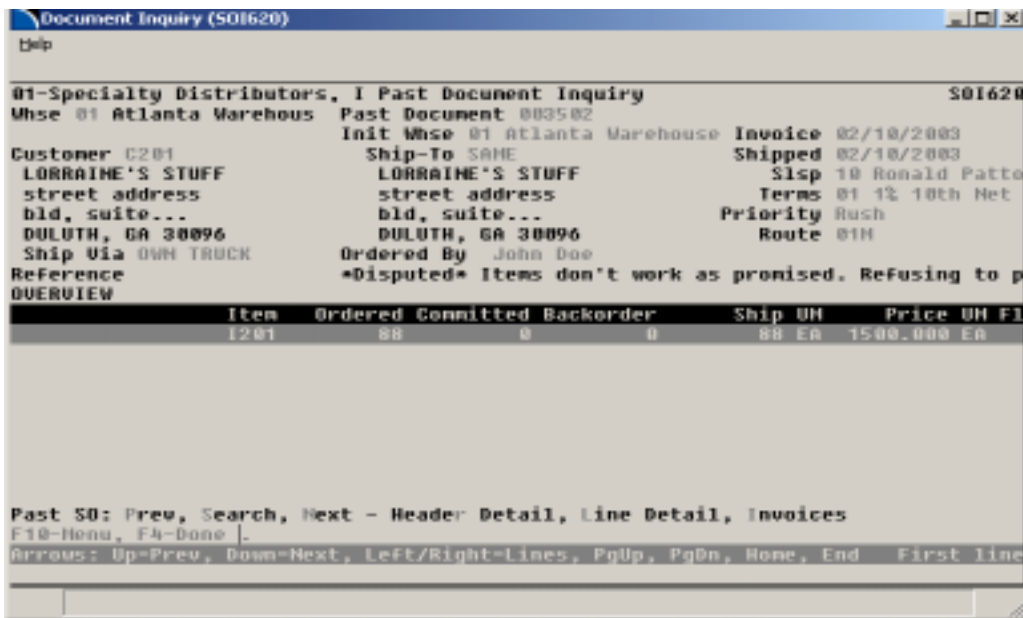 Document Inquiry (SOI620)
Help
01-Specialty Distributors, I Past Document Inquiry SOI620
Whse 01 Atlanta Warehous Past Document 003502
Init Whse 01 Atlanta Warehouse Invoice 02/10/2003
Customer C201 Ship-To SAME Shipped 02/10/2003
LORRAINE'S STUFF LORRAINE'S STUFF Slsp 10 Ronald Patto
street address street address Terms 01 1% 10th Net
bld, suite... bld, suite... Priority Rush
DULUTH, GA 30096 DULUTH, GA 30096 Route 01M
Ship Via OWN TRUCK Ordered By John Doe
Reference *Disputed* Items don't work as promised. Refusing to p
OVERVIEW
Item Ordered Committed Backorder Ship UM Price UM Fl
I201 88 0 0 88 EA 1500.000 EA
Past SO: Prev, Search, Next - Header Detail, Line Detail, Invoices
F10-Menu, F4-Done .
Arrows: Up=Prev, Down=Next, Left/Right=Lines, PgUp, PgDn, Home, End First line